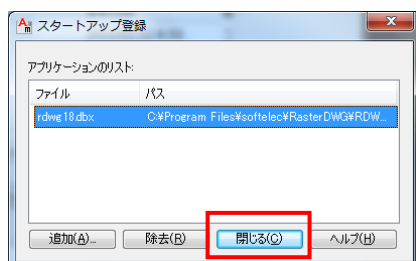 スタートアップ登録
アプリケーションのリスト:
ファイル パス
rdwg18.dbx C:¥Program Files¥softelec¥RasterDWG¥RDW...
追加(A)... 除去(R) 閉じる(C) ヘルプ(H)